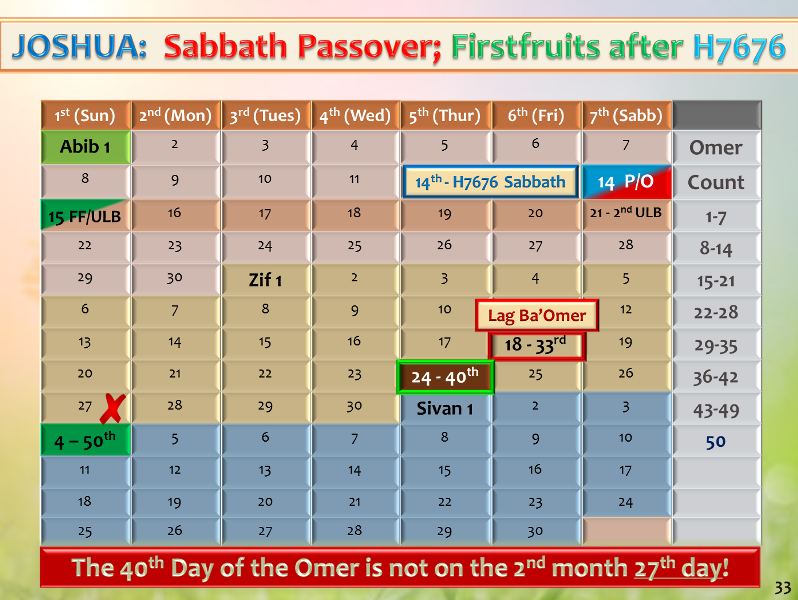 JOSHUA: Sabbath Passover; Firstfruits after H7676
1st (Sun) 2nd (Mon) 3rd (Tues) 4th (Wed) 5th (Thur) 6th (Fri) 7th (Sabb)
Abib 1 2 3 4 5 6 7 Omer
8 9 10 11 14th - H7676 Sabbath 14 P/O Count
15 FF/ULB 16 17 18 19 20 21 - 2nd ULB 1-7
22 23 24 25 26 27 28 8-14
29 30 Zif 1 2 3 4 5 15-21
6 7 8 9 10 Lag Ba’Omer 12 22-28
13 14 15 16 17 18 - 33rd 19 29-35
20 21 22 23 24 - 40th 25 26 36-42
27 ✘ 28 29 30 Sivan 1 2 3 43-49
4 – 50th 5 6 7 8 9 10 50
11 12 13 14 15 16 17
18 19 20 21 22 23 24
25 26 27 28 29 30
The 40th Day of the Omer is not on the 2nd month 27th day!
33